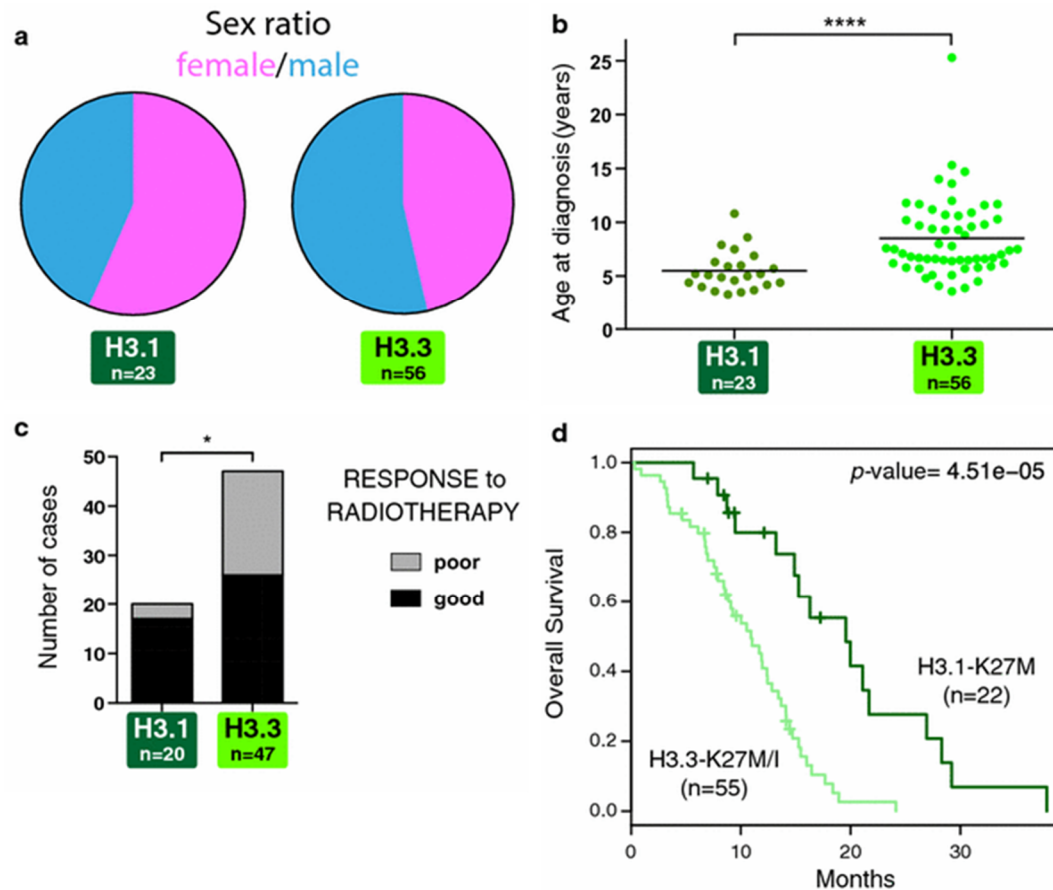 a
Sex ratio
female/male
H3.1
n=23
H3.3
n=56
b
****
Age at diagnosis (years)
25
20
15
10
5
0
H3.1
n=23
H3.3
n=56
c
*
Number of cases
50
40
30
20
10
0
RESPONSE to
RADIOTHERAPY
poor
good
H3.1
n=20
H3.3
n=47
d
p-value= 4.51e-05
Overall Survival
1.0
0.8
0.6
0.4
0.2
0.0
H3.1-K27M
(n=22)
H3.3-K27M/I
(n=55)
0
10
20
30
Months